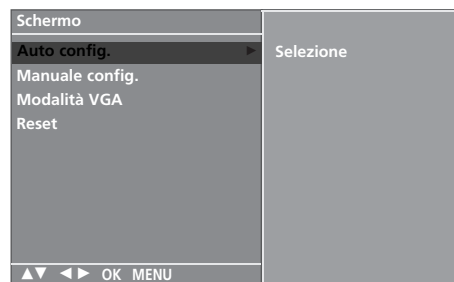 Schermo
Auto config. ▶ Selezione
Manuale config.
Modalità VGA
Reset
▲▼ ◀▶ OK MENU